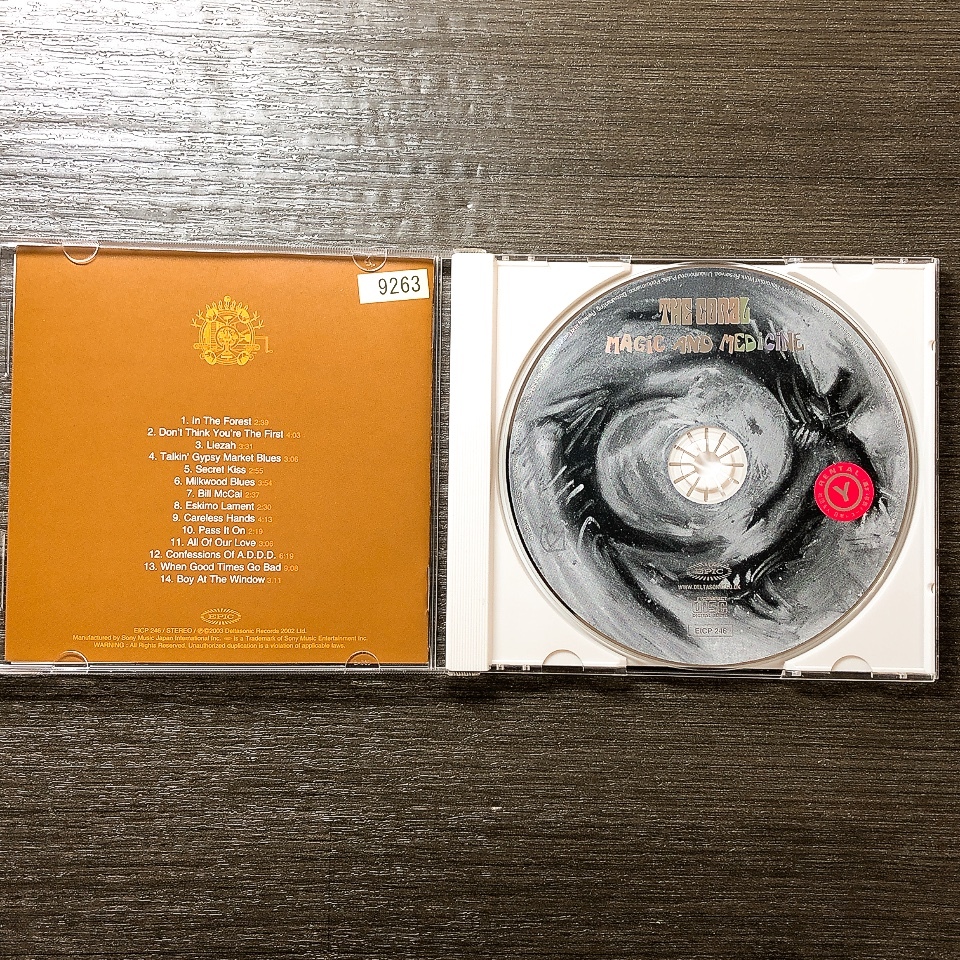 9263
1. In The Forest 2:39
2. Don't Think You're The First 4:03
3. Liezah 3:31
4. Talkin' Gypsy Market Blues 3:06
5. Secret Kiss 2:55
6. Milkwood Blues 3:54
7. Bill McCai 2:37
8. Eskimo Lament 2:30
9. Careless Hands 4:13
10. Pass It On 2:19
11. All Of Our Love 3:06
12. Confessions Of A.D.D.D. 6:19
13. When Good Times Go Bad 9:08
14. Boy At The Window 3:11
EPIC
EICP 246 / STEREO / ℗©2003 Deltasonic Records 2002 Ltd.
Manufactured by Sony Music Japan International Inc. is a Trademark of Sony Music Entertainment Inc.
WARNING : All Rights Reserved. Unauthorized duplication is a violation of applicable laws.
THE CORAL
MAGIC AND MEDICINE
RENTAL
Y
EPIC
WWW.DELTASONIC.CO.UK
EICP 246